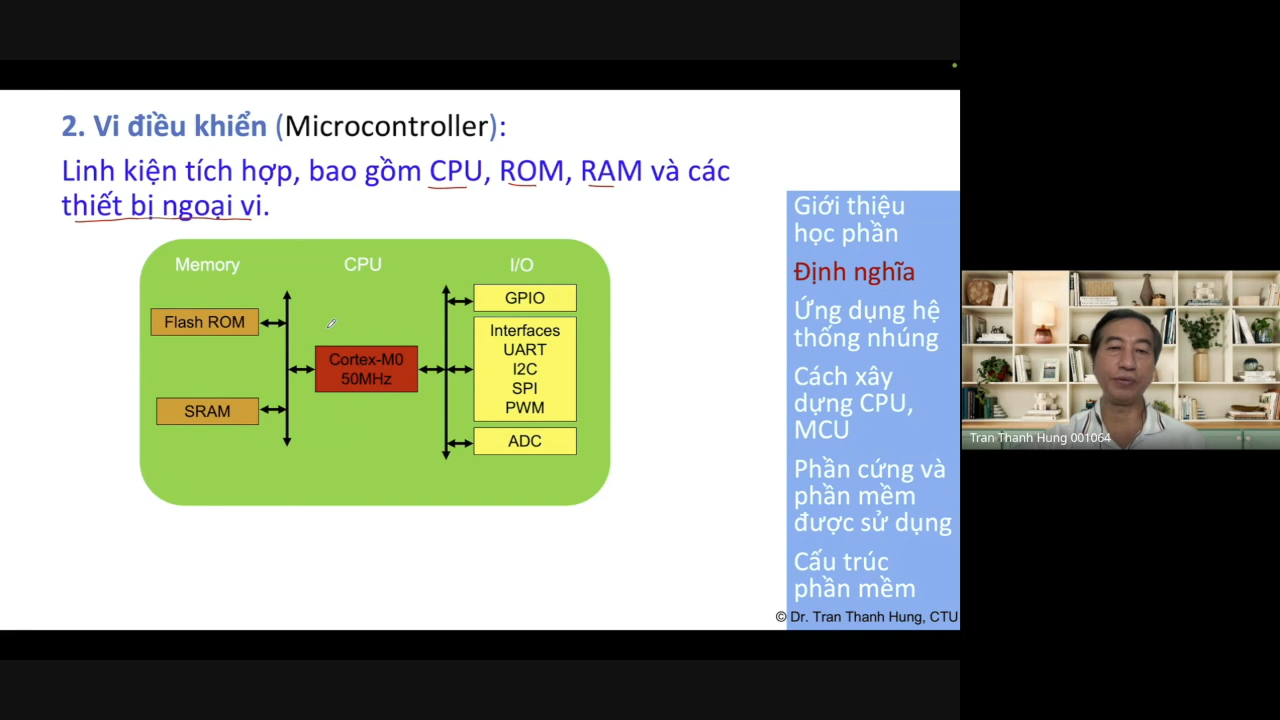 2. Vi điều khiển (Microcontroller):
Linh kiện tích hợp, bao gồm CPU, ROM, RAM và các
thiết bị ngoại vi.
Memory
CPU
I/O
Flash ROM
SRAM
Cortex-M0
50MHz
GPIO
Interfaces
UART
I2C
SPI
PWM
ADC
Giới thiệu
học phần
Định nghĩa
Ứng dụng hệ
thống nhúng
Cách xây
dựng CPU,
MCU
Phần cứng và
phần mềm
được sử dụng
Cấu trúc
phần mềm
© Dr. Tran Thanh Hung, CTU
Tran Thanh Hung 001064